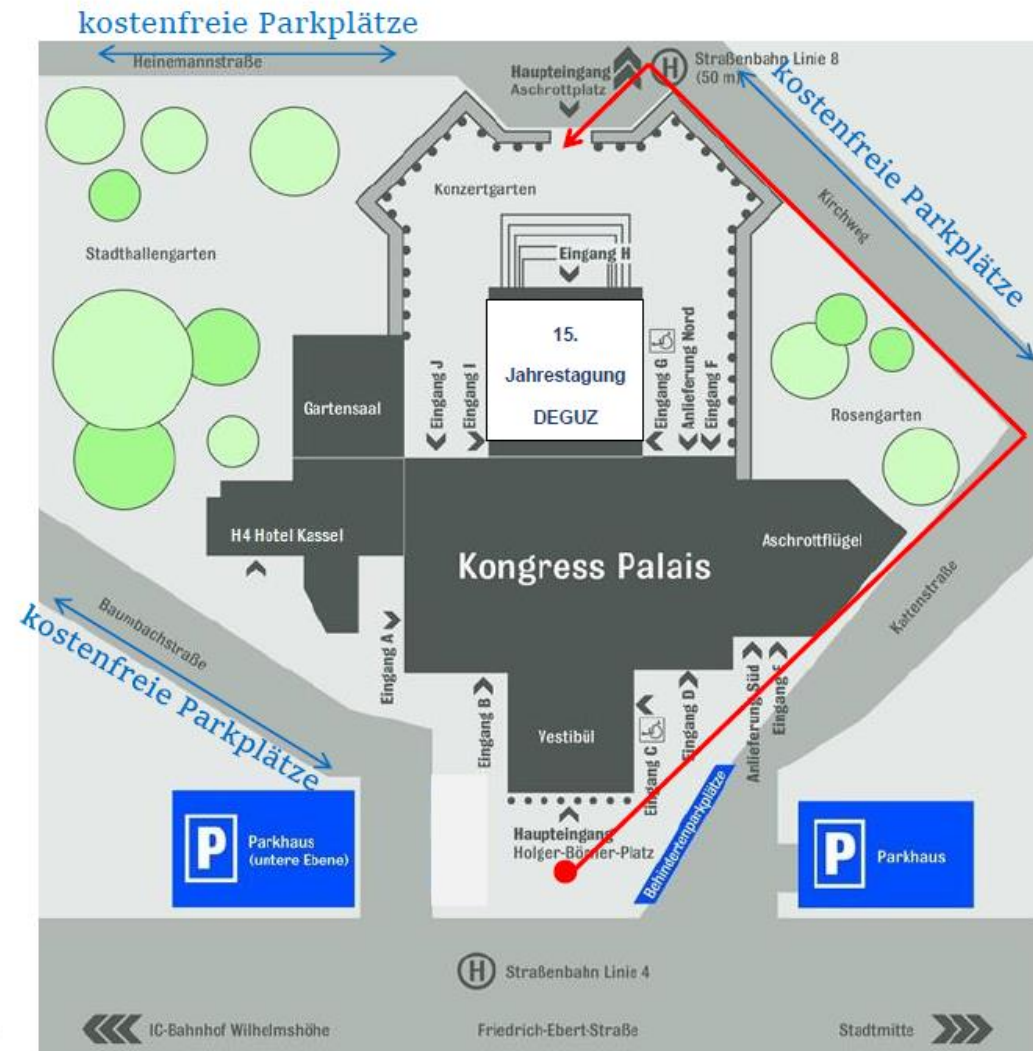 kostenfreie Parkplätze
Heinemannstraße
Haupteingang
Aschrottplatz
H
Straßenbahn Linie 8
(50 m)
kostenfreie Parkplätze
Kirchweg
Konzertgarten
Stadthallengarten
Eingang H
15.
Jahrestagung
DEGUZ
Eingang J
Eingang I
Eingang G
Anlieferung Nord
Eingang F
Gartensaal
Rosengarten
H4 Hotel Kassel
Kongress Palais
Aschrottflügel
Kattenstraße
Baumbachstraße
kostenfreie Parkplätze
Eingang A
Eingang B
Vestibül
Eingang C
Eingang D
Anlieferung Süd
Haupteingang
Holger-Börner-Platz
Behindertenparkplätze
P
Parkhaus
(untere Ebene)
P
Parkhaus
H
Straßenbahn Linie 4
IC-Bahnhof Wilhelmshöhe
Friedrich-Ebert-Straße
Stadtmitte